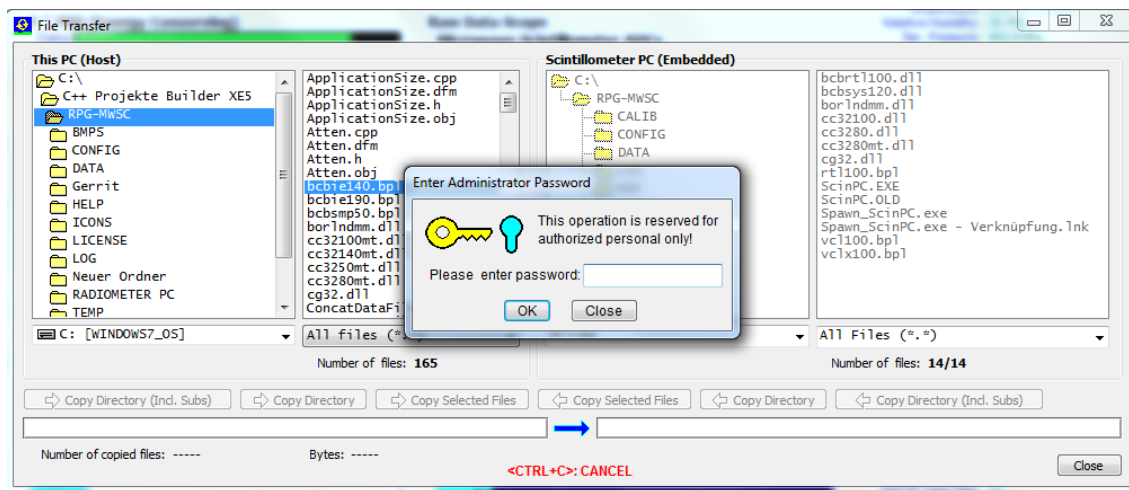 File Transfer
This PC (Host)
C:\
C++ Projekte Builder XE5
RPG-MWSC
BMPS
CONFIG
DATA
Gerrit
HELP
ICONS
LICENSE
LOG
Neuer Ordner
RADIOMETER PC
TEMP
C: [WINDOWS7_OS]
ApplicationSize.cpp
ApplicationSize.dfm
ApplicationSize.h
ApplicationSize.obj
Atten.cpp
Atten.dfm
Atten.h
Atten.obj
bcbie140.bpl
bcbie190.bpl
bcbsmp50.bpl
borlndmm.dll
cc32100mt.dl
cc32140mt.dl
cc3250mt.dll
cc3280mt.dll
cg32.dll
ConcatDataFi
All files (*.
Number of files: 165
Enter Administrator Password
This operation is reserved for
authorized personal only!
Please enter password:
OK Close
Scintillometer PC (Embedded)
C:\
RPG-MWSC
CALIB
CONFIG
DATA
bcbrtl100.dll
bcbsys120.dll
borlndmm.dll
cc32100.dll
cc3280.dll
cc3280mt.dll
cg32.dll
rtl100.bpl
ScinPC.EXE
ScinPC.OLD
Spawn_ScinPC.exe
Spawn_ScinPC.exe - Verknüpfung.lnk
vcl100.bpl
vclx100.bpl
All Files (*.*)
Number of files: 14/14
Copy Directory (Incl. Subs) Copy Directory Copy Selected Files Copy Selected Files Copy Directory Copy Directory (Incl. Subs)
Number of copied files: ----- Bytes: -----
<CTRL+C>: CANCEL
Close